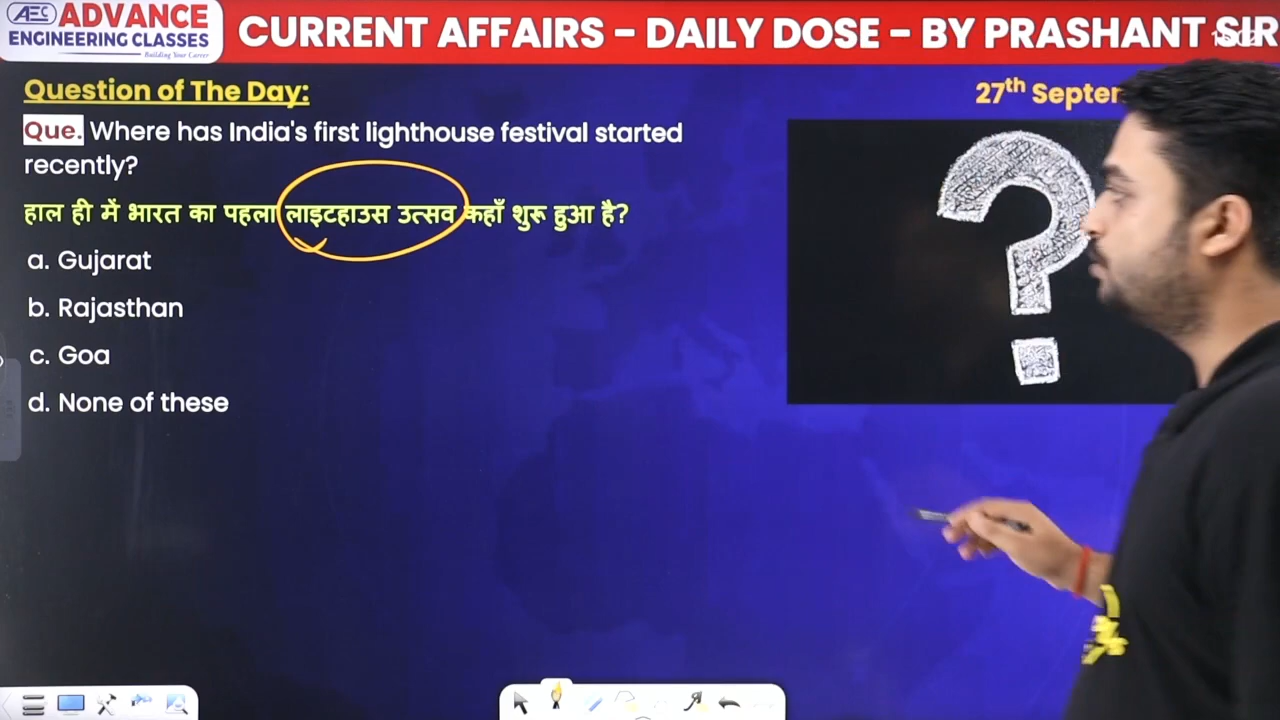 AEC ADVANCE
ENGINEERING CLASSES
Building Your Career
CURRENT AFFAIRS - DAILY DOSE - BY PRASHANT SIR
Question of The Day:
27th
Que. Where has India's first lighthouse festival started
recently?
हाल ही में भारत का पहला लाइटहाउस उत्सव कहाँ शुरू हुआ है?
a. Gujarat
b. Rajasthan
c. Goa
d. None of these